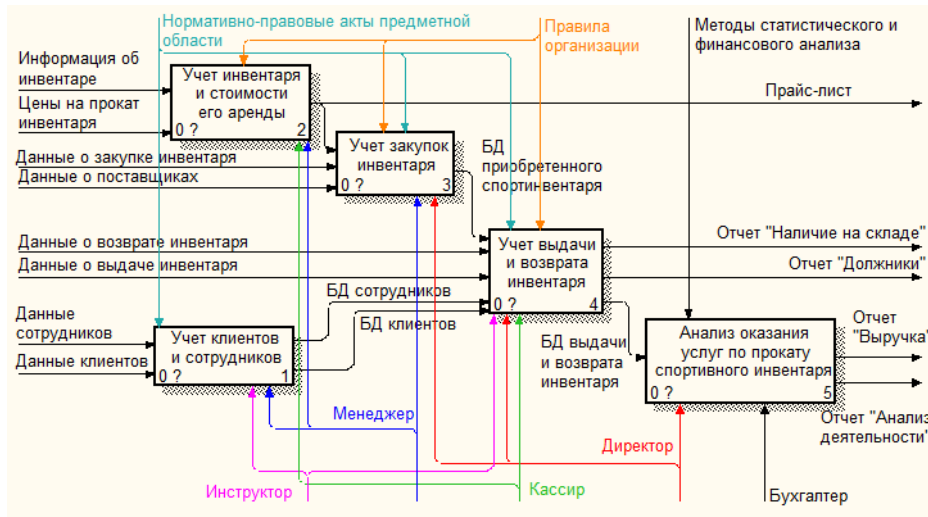 Нормативно-правовые акты предметной
области
Правила
организации
Методы статистического и
финансового анализа
Информация об
инвентаре
Цены на прокат
инвентаря
Учет инвентаря
и стоимости
его аренды
0 ? 2
Прайс-лист
Данные о закупке инвентаря
Данные о поставщиках
Учет закупок
инвентаря
0 ? 3
БД
приобретенного
спортинвентаря
Данные о возврате инвентаря
Данные о выдаче инвентаря
Учет выдачи
и возврата
инвентаря
0 ? 4
Отчет "Наличие на складе"
Отчет "Должники"
БД сотрудников
БД клиентов
Данные
сотрудников
Данные клиентов
Учет клиентов
и сотрудников
0 ? 1
БД выдачи
и возврата
инвентаря
Анализ оказания
услуг по прокату
спортивного инвентаря
0 ? 5
Отчет
"Выручка"
Отчет "Анализ
деятельности"
Менеджер
Директор
Инструктор
Кассир
Бухгалтер